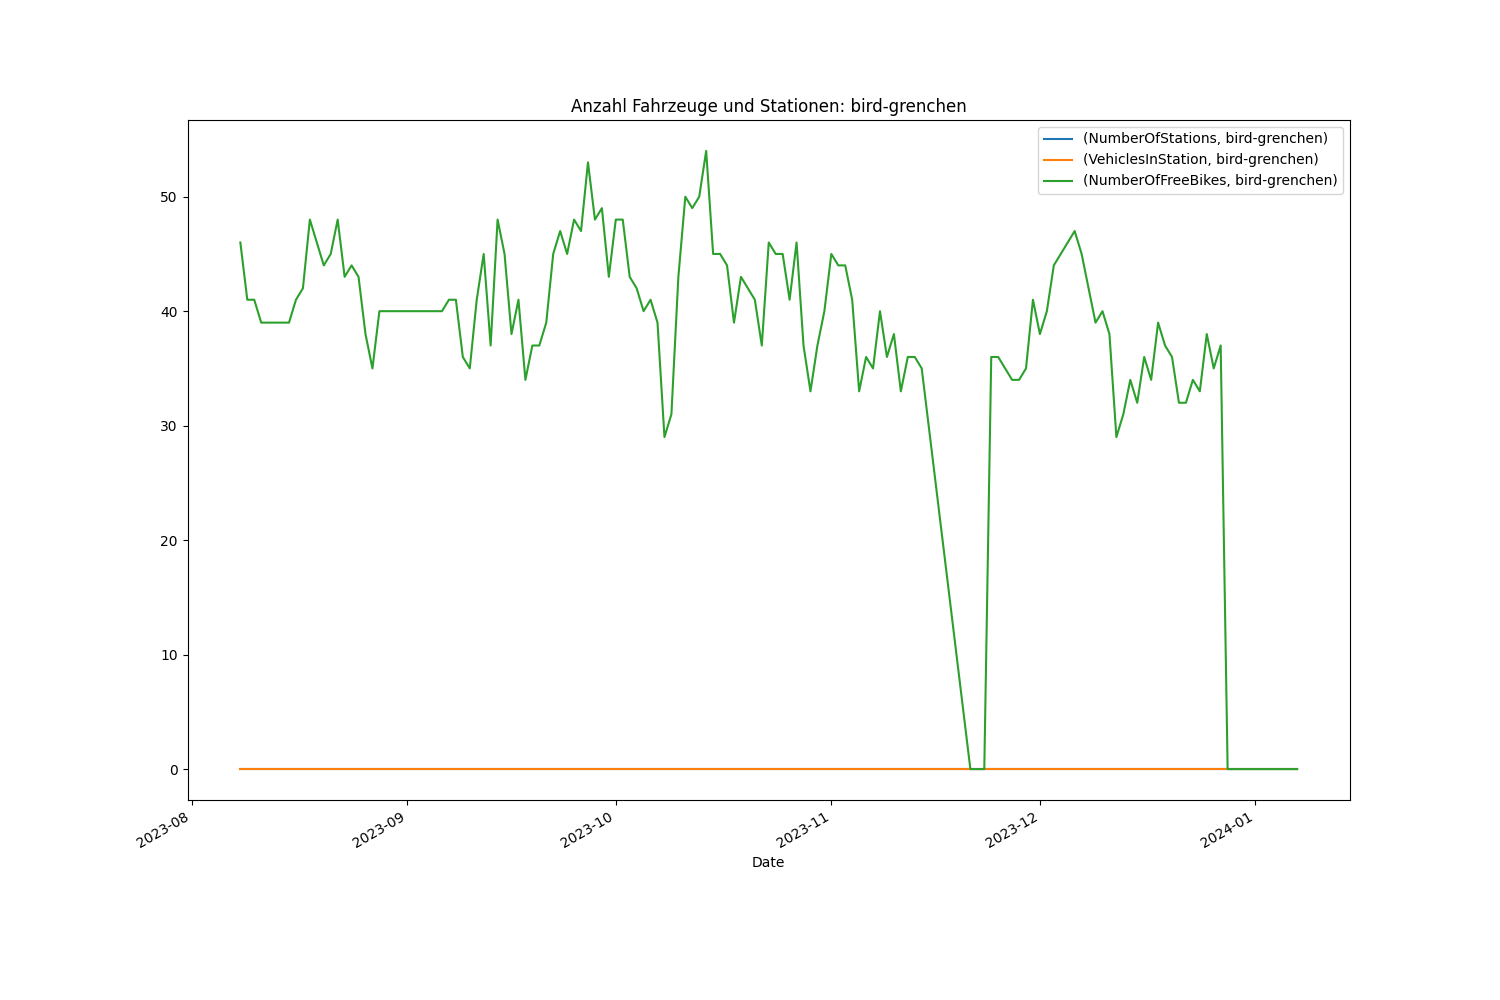 Anzahl Fahrzeuge und Stationen: bird-grenchen
(NumberOfStations, bird-grenchen)
(VehiclesInStation, bird-grenchen)
(NumberOfFreeBikes, bird-grenchen)
50
40
30
20
10
0
2023-08
2023-09
2023-10
2023-11
2023-12
2024-01
Date